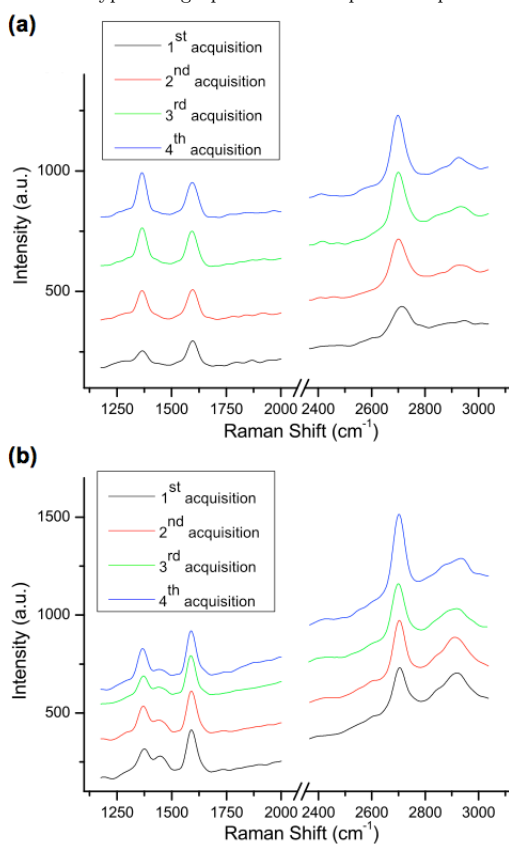 (a)
1st acquisition
2nd acquisition
3rd acquisition
4th acquisition
Intensity (a.u.)
1000
500
1250 1500 1750 2000 2400 2600 2800 3000
Raman Shift (cm-1)
(b)
1st acquisition
2nd acquisition
3rd acquisition
4th acquisition
Intensity (a.u.)
1500
1000
500
1250 1500 1750 2000 2400 2600 2800 3000
Raman Shift (cm-1)